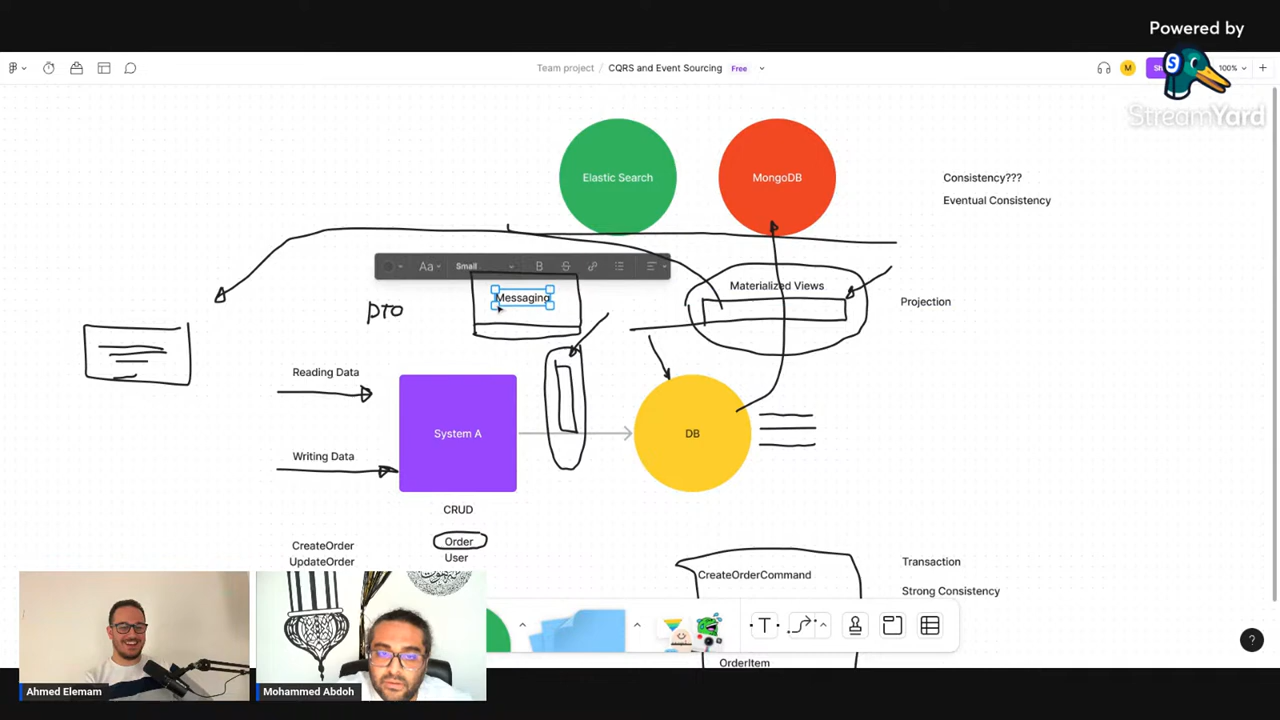 Powered by
StreamYard
Team project / CQRS and Event Sourcing Free
M
Sh
100%
Elastic Search
MongoDB
Consistency???
Eventual Consistency
Aa
Small
B
S
Messaging
Materialized Views
Projection
DTO
Reading Data
System A
DB
Writing Data
CRUD
Order
User
CreateOrder
UpdateOrder
CreateOrderCommand
Transaction
Strong Consistency
T
OrderItem
?
Ahmed Elemam
Mohammed Abdoh